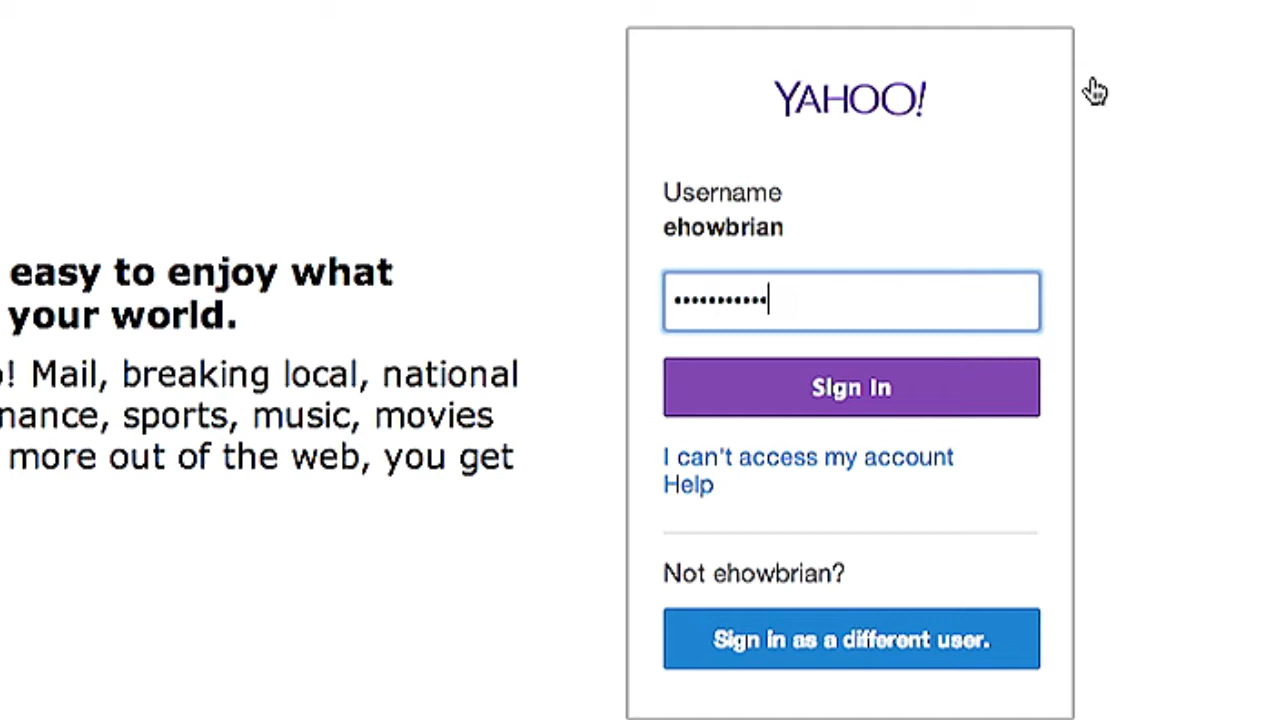 easy to enjoy what
your world.
! Mail, breaking local, national
nance, sports, music, movies
more out of the web, you get
YAHOO!
Username
ehowbrian
•••••••••••
Sign In
I can't access my account
Help
Not ehowbrian?
Sign in as a different user.